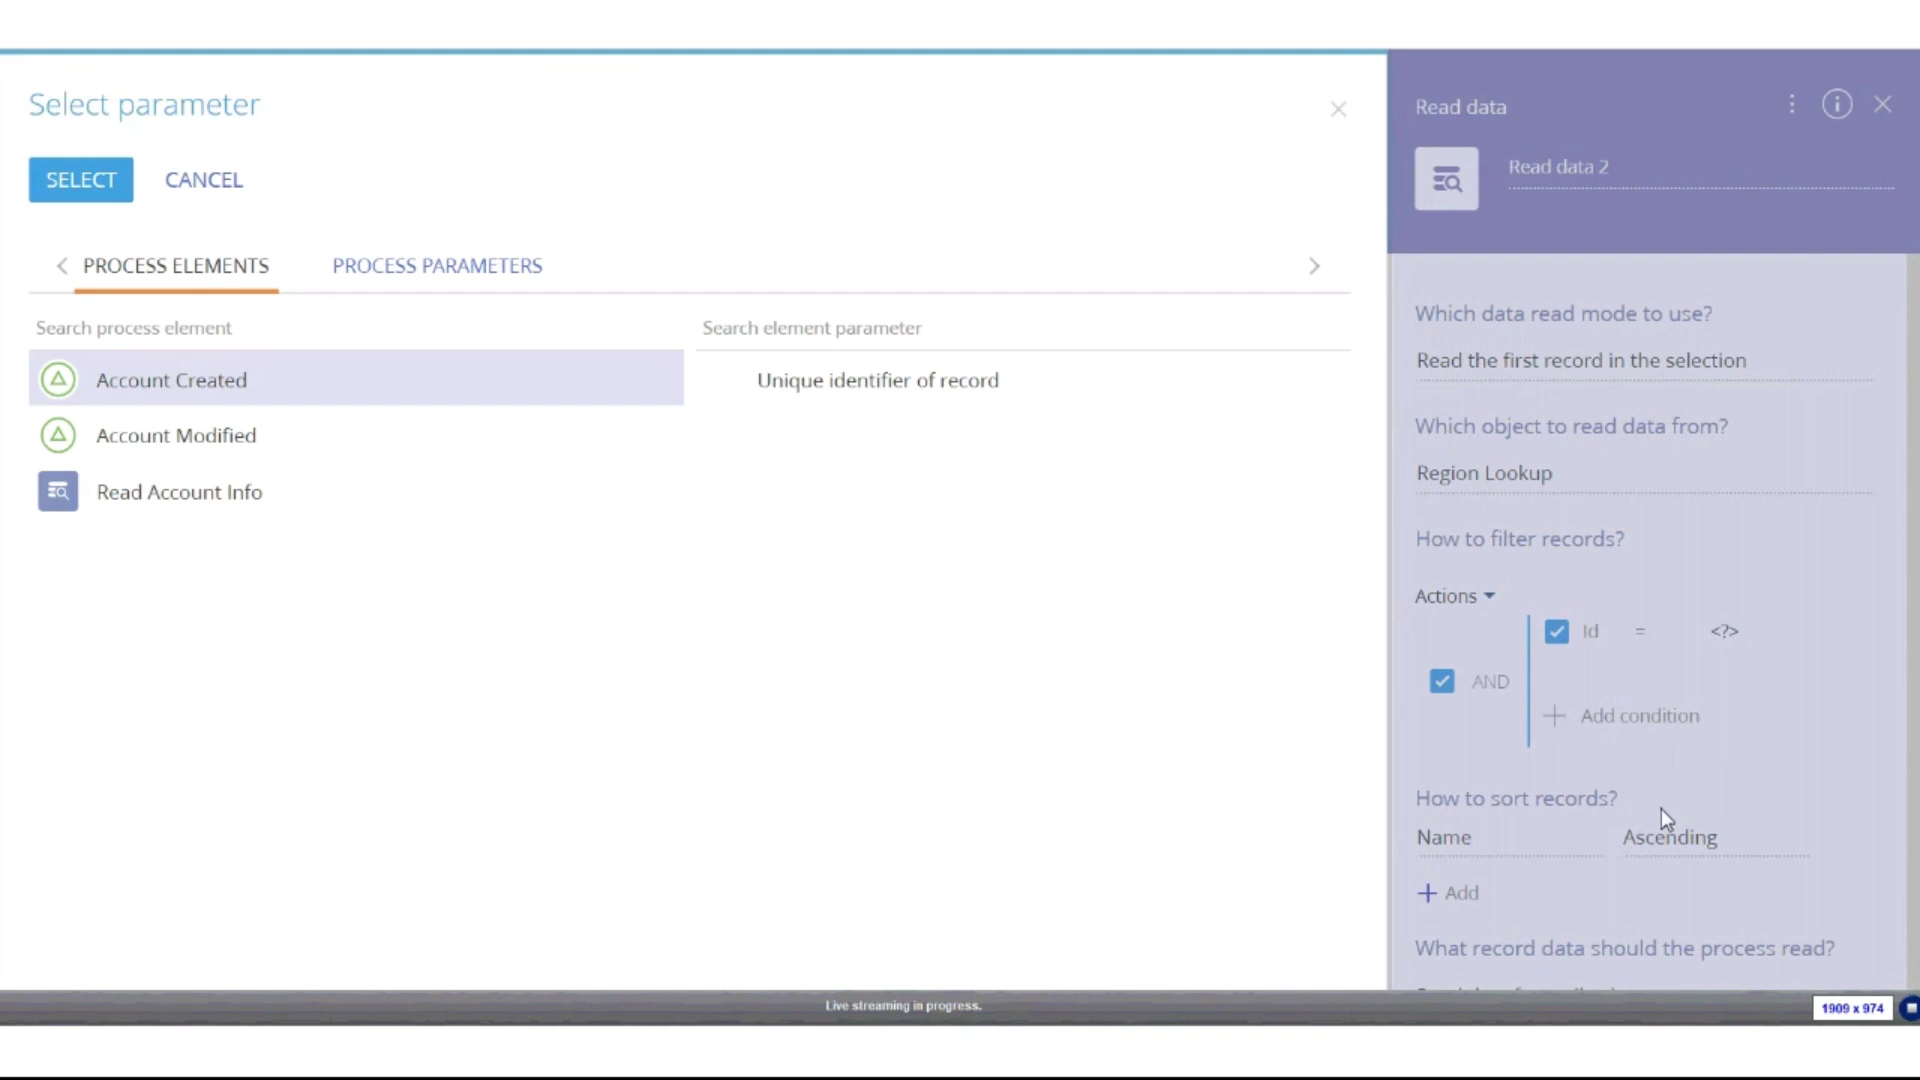 Select parameter
SELECT
CANCEL
PROCESS ELEMENTS
PROCESS PARAMETERS
Search process element
Search element parameter
Account Created
Unique identifier of record
Account Modified
Read Account Info
Read data
Read data 2
Which data read mode to use?
Read the first record in the selection
Which object to read data from?
Region Lookup
How to filter records?
Actions
Id = <?>
AND
Add condition
How to sort records?
Name Ascending
Add
What record data should the process read?
Live streaming in progress.
1909 x 974